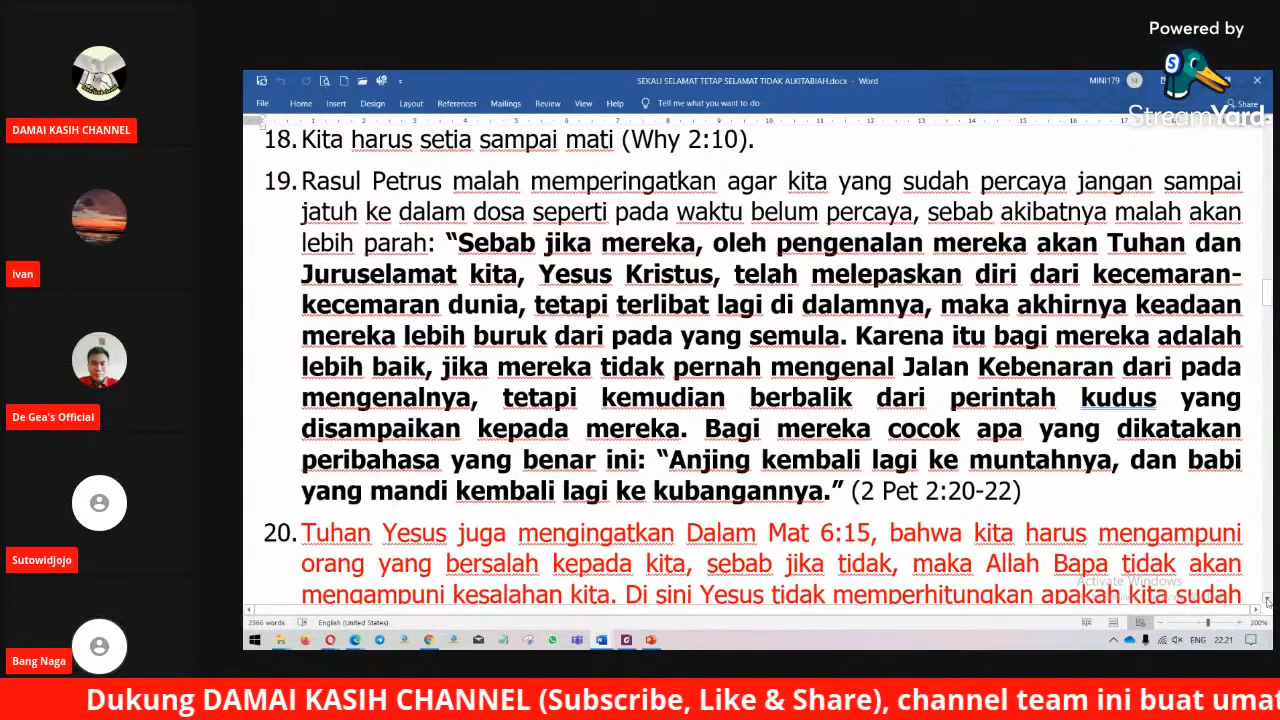 Powered by
StreamYard
DAMAI KASIH CHANNEL
ivan
De Gea's Official
Sutowidjojo
Bang Naga
SEKALI SELAMAT TETAP SELAMAT TIDAK ALKITABIAH.docx - Word
MINI179
M
File Home Insert Design Layout References Mailings Review View Help Tell me what you want to do
Share
18. Kita harus setia sampai mati (Why 2:10).
19. Rasul Petrus malah memperingatkan agar kita yang sudah percaya jangan sampai
jatuh ke dalam dosa seperti pada waktu belum percaya, sebab akibatnya malah akan
lebih parah: “Sebab jika mereka, oleh pengenalan mereka akan Tuhan dan
Juruselamat kita, Yesus Kristus, telah melepaskan diri dari kecemaran-
kecemaran dunia, tetapi terlibat lagi di dalamnya, maka akhirnya keadaan
mereka lebih buruk dari pada yang semula. Karena itu bagi mereka adalah
lebih baik, jika mereka tidak pernah mengenal Jalan Kebenaran dari pada
mengenalnya, tetapi kemudian berbalik dari perintah kudus yang
disampaikan kepada mereka. Bagi mereka cocok apa yang dikatakan
peribahasa yang benar ini: “Anjing kembali lagi ke muntahnya, dan babi
yang mandi kembali lagi ke kubangannya.” (2 Pet 2:20-22)
20. Tuhan Yesus juga mengingatkan Dalam Mat 6:15, bahwa kita harus mengampuni
orang yang bersalah kepada kita, sebab jika tidak, maka Allah Bapa tidak akan
mengampuni kesalahan kita. Di sini Yesus tidak memperhitungkan apakah kita sudah
Activate Windows
2366 words English (United States)
200%
ENG 22.21
Dukung DAMAI KASIH CHANNEL (Subscribe, Like & Share), channel team ini buat umat